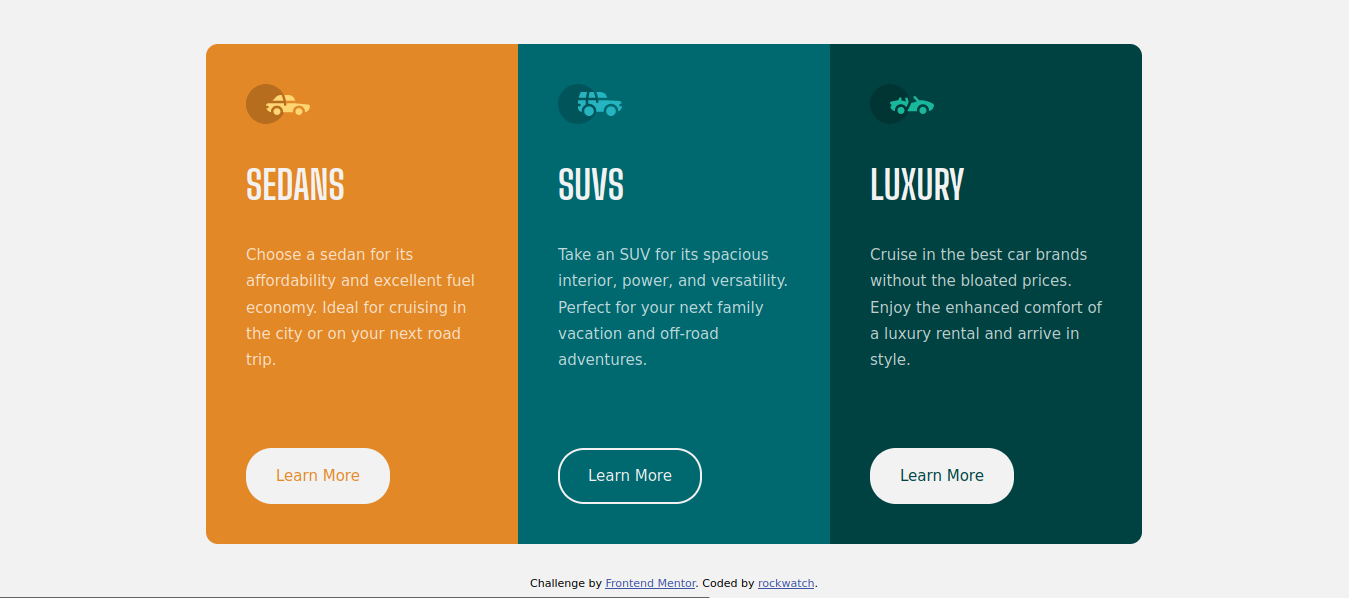 SEDANS
Choose a sedan for its
affordability and excellent fuel
economy. Ideal for cruising in
the city or on your next road
trip.
Learn More
SUVS
Take an SUV for its spacious
interior, power, and versatility.
Perfect for your next family
vacation and off-road
adventures.
Learn More
LUXURY
Cruise in the best car brands
without the bloated prices.
Enjoy the enhanced comfort of
a luxury rental and arrive in
style.
Learn More
Challenge by Frontend Mentor. Coded by rockwatch.